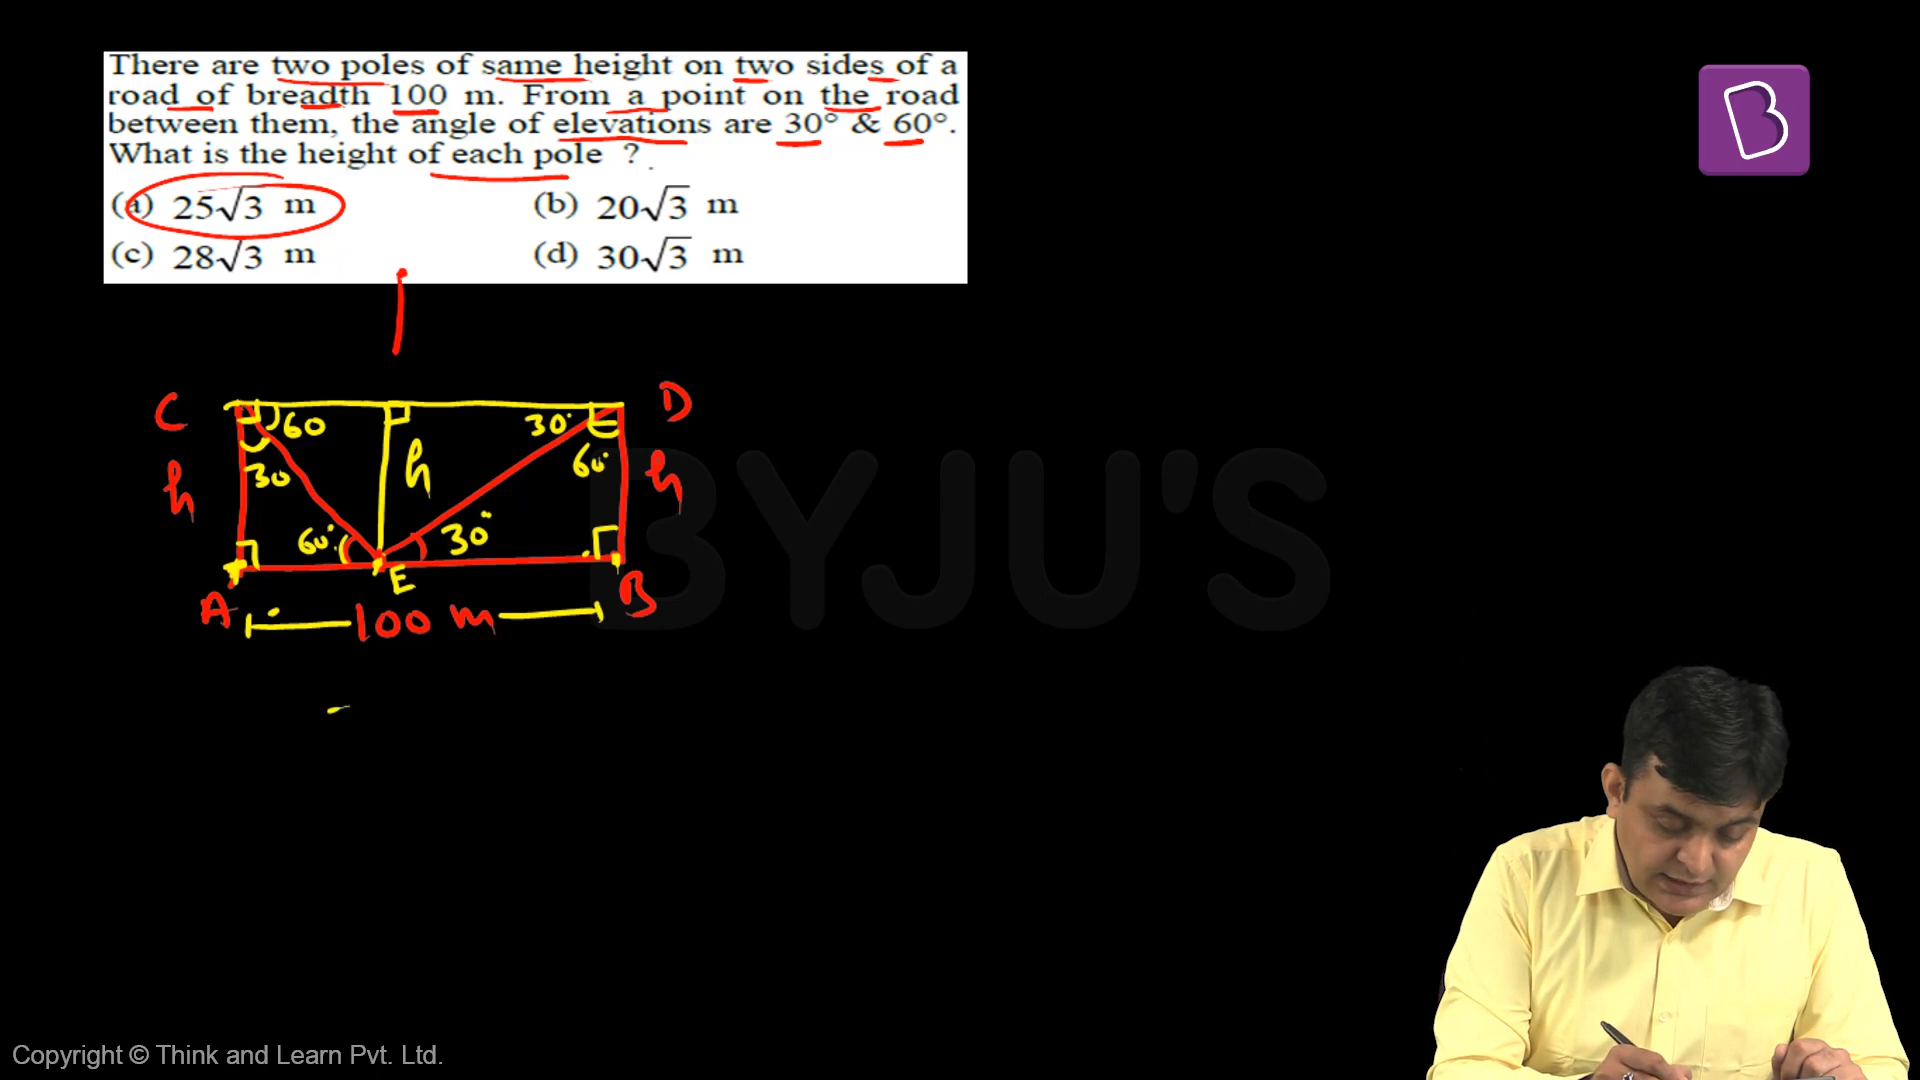 There are two poles of same height on two sides of a
road of breadth 100 m. From a point on the road
between them, the angle of elevations are 30° & 60°.
What is the height of each pole ?
(a) 25√3 m (b) 20√3 m
(c) 28√3 m (d) 30√3 m
C 60 30° D
h 30 h 60° h
60° 30°
A E B
100 m
BYJU'S
Copyright © Think and Learn Pvt. Ltd.